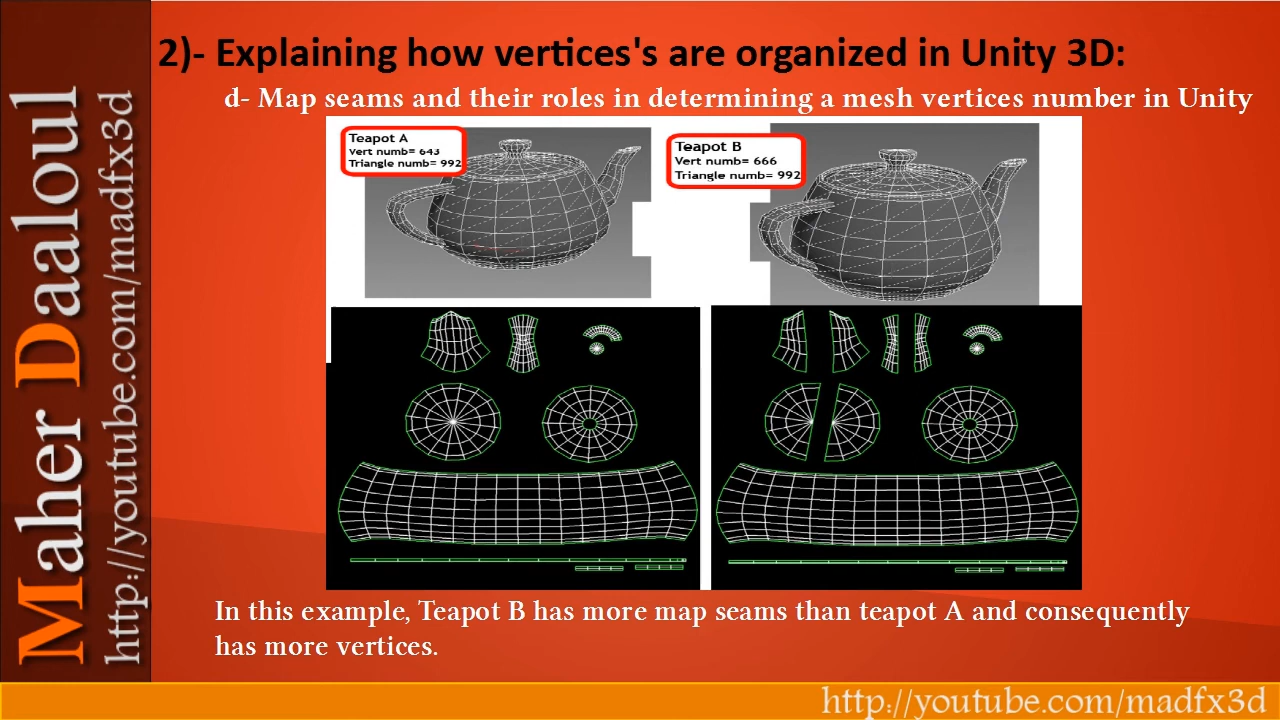 2)- Explaining how vertices's are organized in Unity 3D:
d- Map seams and their roles in determining a mesh vertices number in Unity
Teapot A
Vert numb= 643
Triangle numb= 992
Teapot B
Vert numb= 666
Triangle numb= 992
In this example, Teapot B has more map seams than teapot A and consequently
has more vertices.
Maher Daaloul
http://youtube.com/madfx3d
http://youtube.com/madfx3d